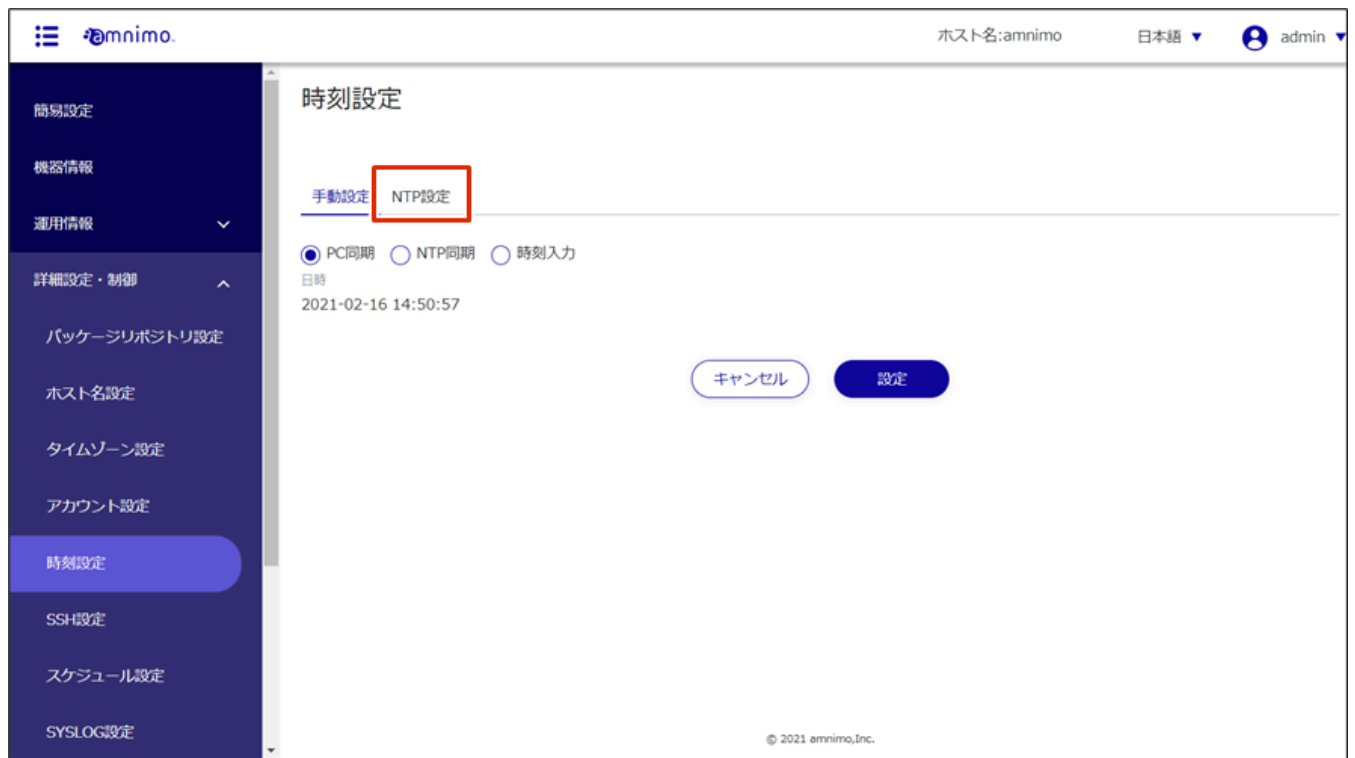 amnimo.
ホスト名:amnimo
日本語 ▼
admin ▼
簡易設定
機器情報
運用情報
詳細設定・制御
パッケージリポジトリ設定
ホスト名設定
タイムゾーン設定
アカウント設定
時刻設定
SSH設定
スケジュール設定
SYSLOG設定
時刻設定
手動設定 NTP設定
PC同期 NTP同期 時刻入力
日時
2021-02-16 14:50:57
キャンセル 設定
© 2021 amnimo,Inc.